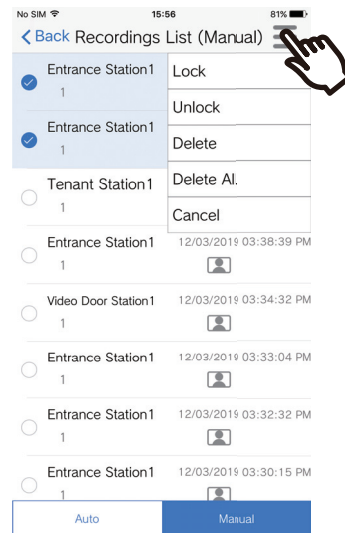 No SIM 15:56 81%
Back Recordings List (Manual)
Entrance Station1
1
Entrance Station1
1
Tenant Station1
1
Lock
Unlock
Delete
Delete Al.
Cancel
Entrance Station1 12/03/2019 03:38:39 PM
1
Video Door Station1 12/03/2019 03:34:32 PM
1
Entrance Station1 12/03/2019 03:33:04 PM
1
Entrance Station1 12/03/2019 03:32:32 PM
1
Entrance Station1 12/03/2019 03:30:15 PM
1
Auto Manual